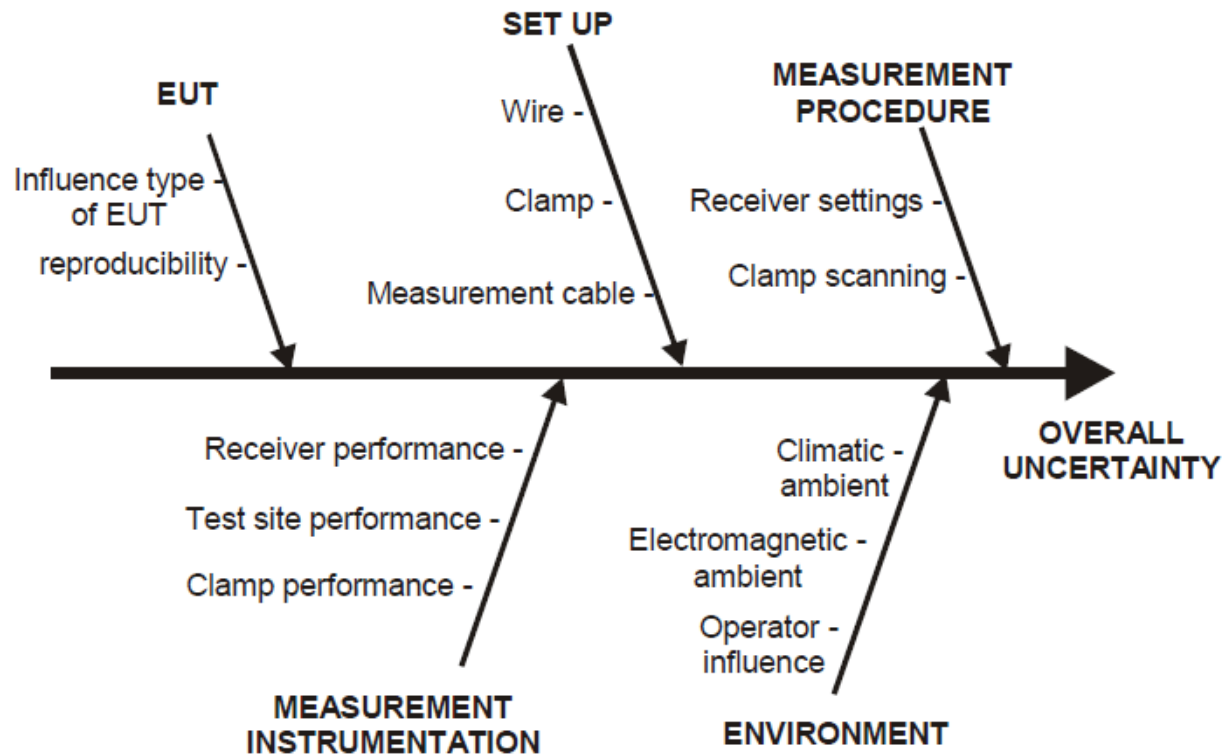 SET UP
EUT
MEASUREMENT
PROCEDURE
Wire -
Influence type -
of EUT
Clamp -
Receiver settings -
reproducibility -
Clamp scanning -
Measurement cable -
OVERALL
UNCERTAINTY
Receiver performance -
Climatic -
ambient
Test site performance -
Electromagnetic -
ambient
Clamp performance -
Operator -
influence
MEASUREMENT
INSTRUMENTATION
ENVIRONMENT